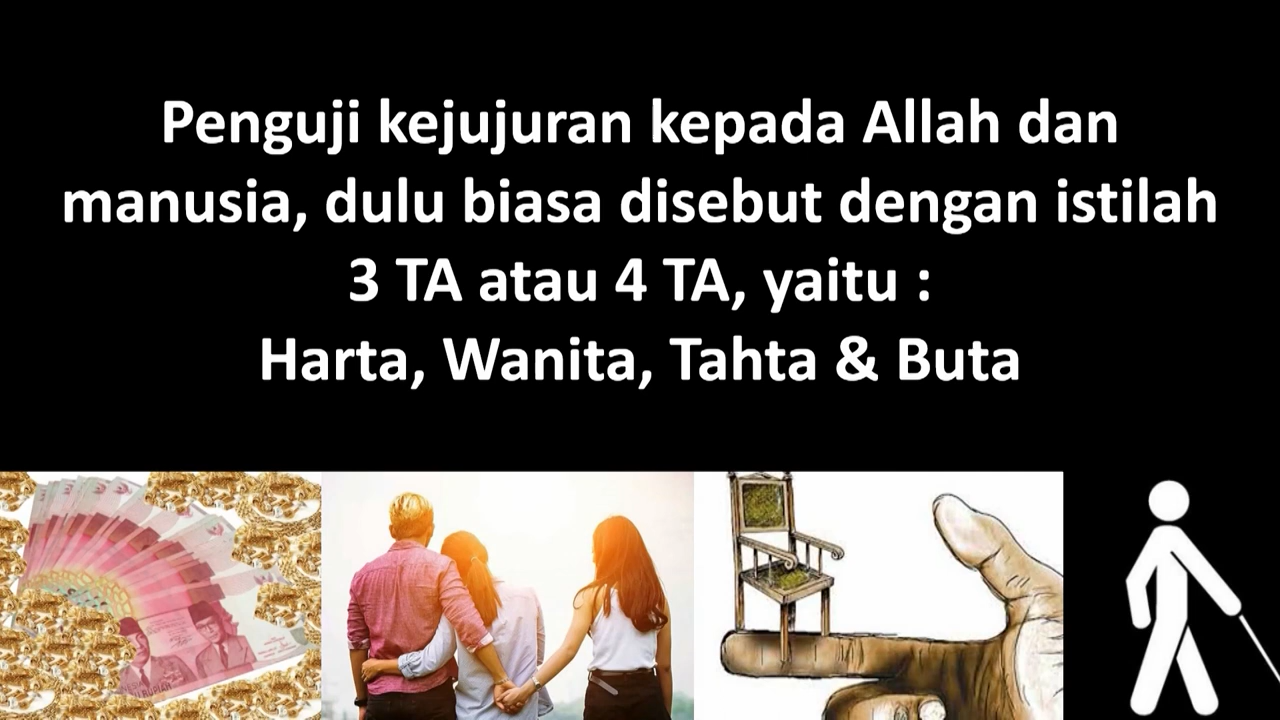 Penguji kejujuran kepada Allah dan
manusia, dulu biasa disebut dengan istilah
3 TA atau 4 TA, yaitu :
Harta, Wanita, Tahta & Buta